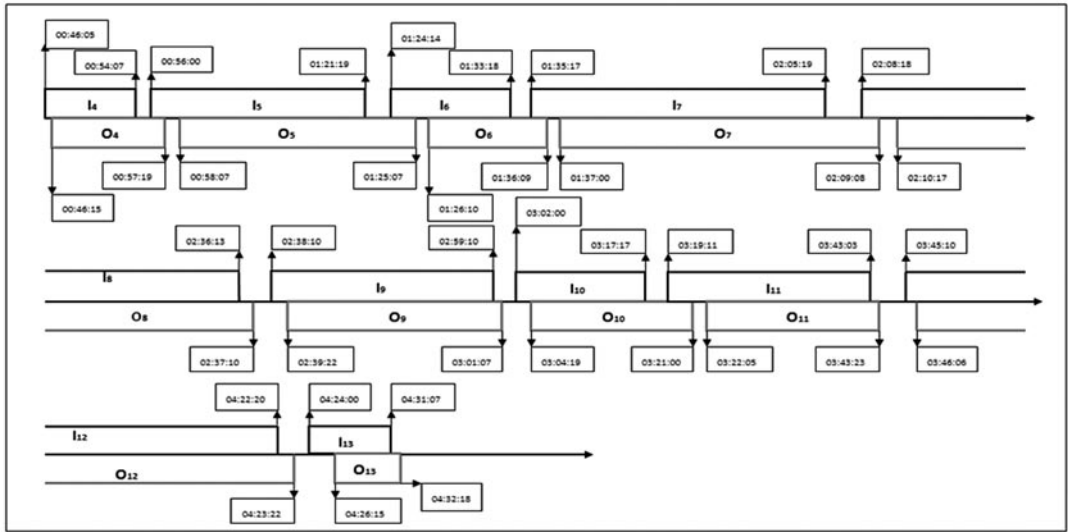 00:46:05
01:24:14
00:54:07
00:56:00
01:21:19
01:33:18
01:35:17
02:05:19
02:08:18
I₄
I₅
I₆
I₇
O₄
O₅
O₆
O₇
00:57:19
00:58:07
01:25:07
01:36:09
01:37:00
02:09:08
02:10:17
00:46:15
01:26:10
03:02:00
02:36:13
02:38:10
02:59:10
03:17:17
03:19:11
03:43:03
03:45:10
I₈
I₉
I₁₀
I₁₁
O₈
O₉
O₁₀
O₁₁
02:37:10
02:39:22
03:01:07
03:04:19
03:21:00
03:22:05
03:43:23
03:46:06
04:22:20
04:24:00
04:31:07
I₁₂
I₁₃
O₁₂
O₁₃
04:23:22
04:26:15
04:32:18